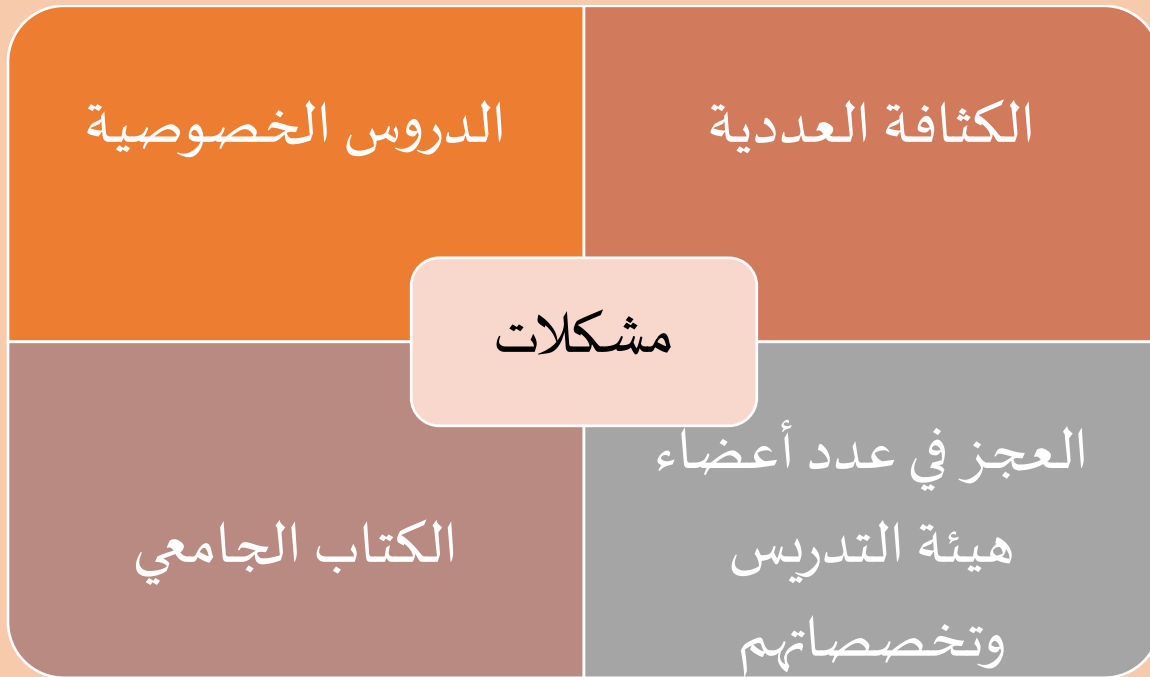 الكثافة العددية
الدروس الخصوصية
مشكلات
العجز في عدد أعضاء
هيئة التدريس
وتخصصاتهم
الكتاب الجامعي